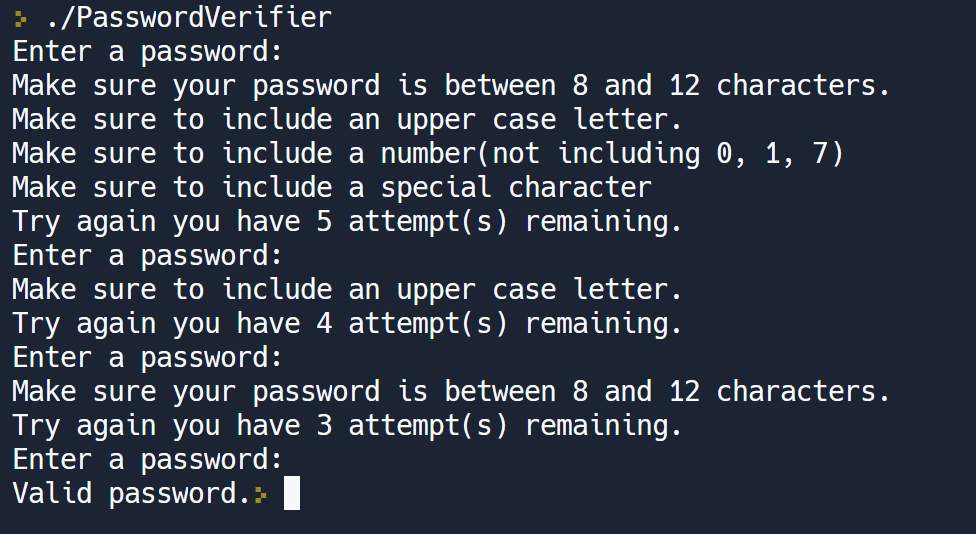 ./PasswordVerifier
Enter a password:
Make sure your password is between 8 and 12 characters.
Make sure to include an upper case letter.
Make sure to include a number(not including 0, 1, 7)
Make sure to include a special character
Try again you have 5 attempt(s) remaining.
Enter a password:
Make sure to include an upper case letter.
Try again you have 4 attempt(s) remaining.
Enter a password:
Make sure your password is between 8 and 12 characters.
Try again you have 3 attempt(s) remaining.
Enter a password:
Valid password.